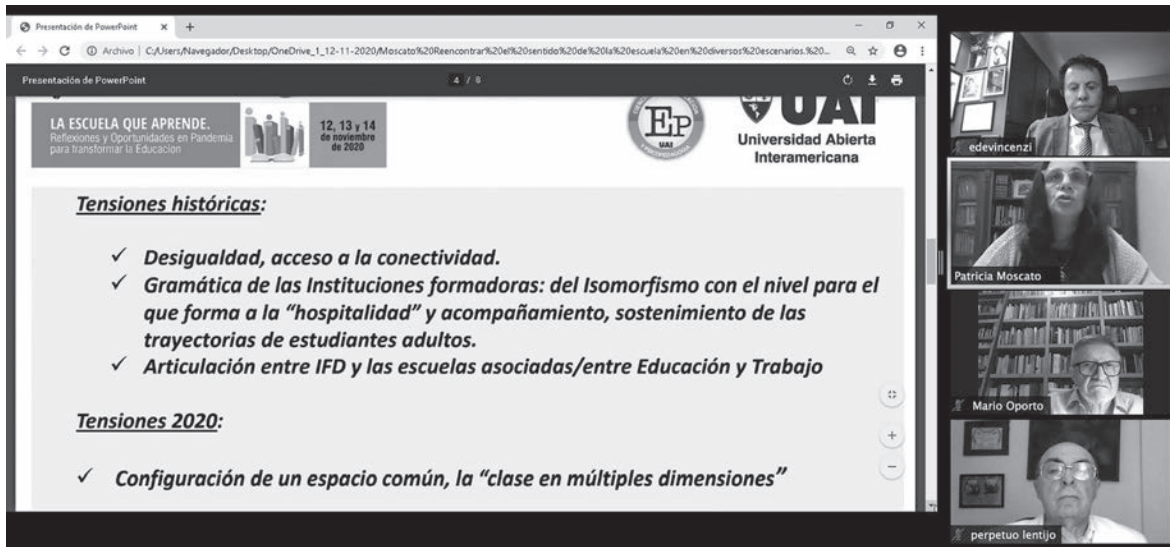 Presentación de PowerPoint
Archivo | C:/Users/Navegador/Desktop/OneDrive_1_12-11-2020/Moscato%20Reencontrar%20el%20sentido%20de%20la%20escuela%20en%20diversos%20escenarios.%20...
Presentación de PowerPoint
4 / 8
LA ESCUELA QUE APRENDE.
Reflexiones y Oportunidades en Pandemia
para transformar la Educación
12, 13 y 14
de noviembre
de 2020
EP
UAI
UAI
Universidad Abierta
Interamericana
Tensiones históricas:
✓ Desigualdad, acceso a la conectividad.
✓ Gramática de las Instituciones formadoras: del Isomorfismo con el nivel para el
que forma a la “hospitalidad” y acompañamiento, sostenimiento de las
trayectorias de estudiantes adultos.
✓ Articulación entre IFD y las escuelas asociadas/entre Educación y Trabajo
Tensiones 2020:
✓ Configuración de un espacio común, la “clase en múltiples dimensiones”
edevincenzi
Patricia Moscato
Mario Oporto
perpetuo lentijo